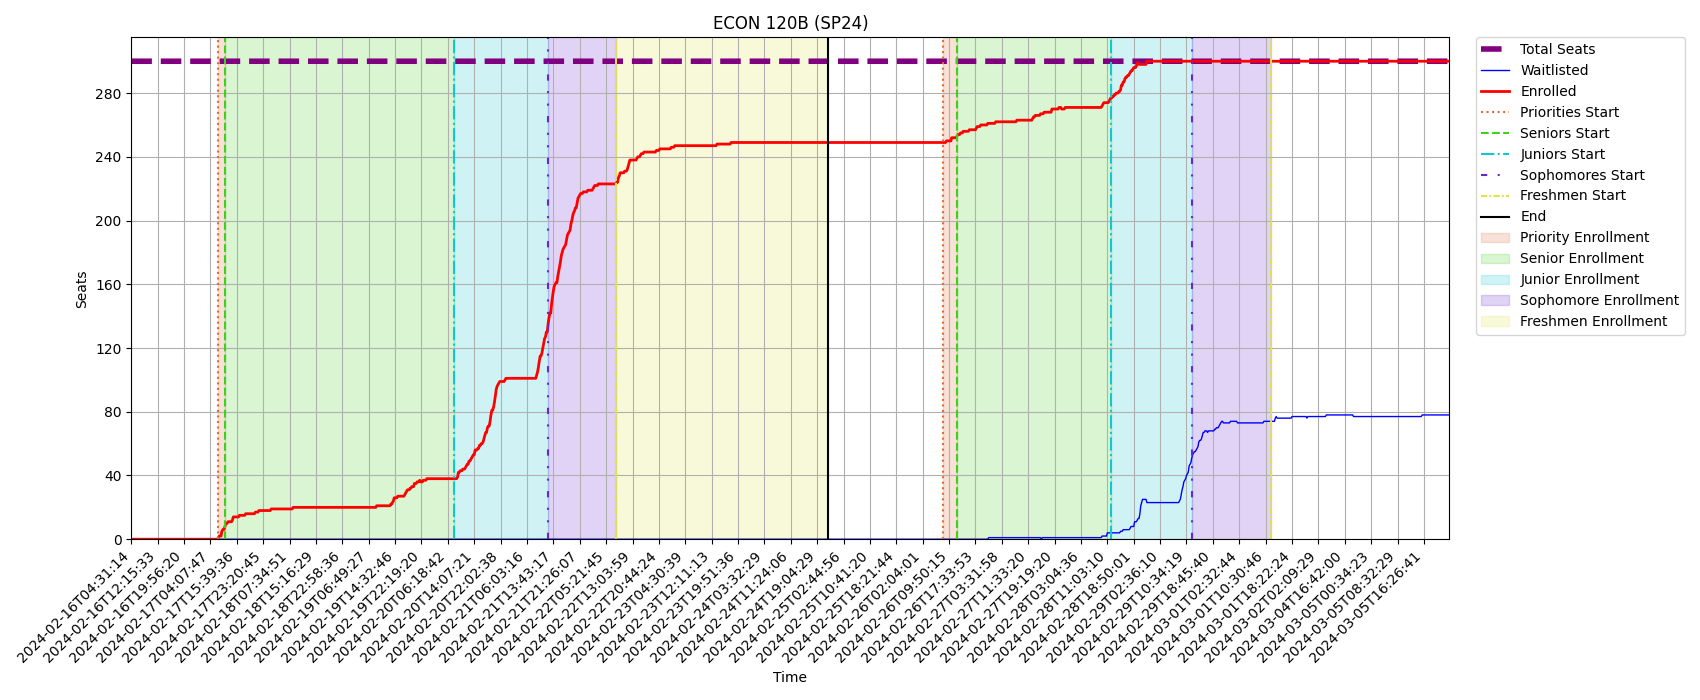 ECON 120B (SP24)
Total Seats
Waitlisted
Enrolled
Priorities Start
Seniors Start
Juniors Start
Sophomores Start
Freshmen Start
End
Priority Enrollment
Senior Enrollment
Junior Enrollment
Sophomore Enrollment
Freshmen Enrollment
Seats
280
240
200
160
120
80
40
0
2024-02-16T04:31:14
2024-02-16T12:15:33
2024-02-16T19:56:20
2024-02-17T04:07:47
2024-02-17T15:39:36
2024-02-17T23:20:45
2024-02-18T07:34:51
2024-02-18T15:16:29
2024-02-18T22:58:36
2024-02-19T06:49:27
2024-02-19T14:32:46
2024-02-19T22:19:20
2024-02-20T06:18:42
2024-02-20T14:07:21
2024-02-20T22:02:38
2024-02-21T06:03:16
2024-02-21T13:43:17
2024-02-21T21:26:07
2024-02-22T05:21:45
2024-02-22T13:03:59
2024-02-22T20:44:24
2024-02-23T04:30:39
2024-02-23T12:11:13
2024-02-23T19:51:36
2024-02-24T03:32:29
2024-02-24T11:24:06
2024-02-24T19:04:29
2024-02-25T02:44:56
2024-02-25T10:41:20
2024-02-25T18:21:44
2024-02-26T02:04:01
2024-02-26T09:50:15
2024-02-26T17:33:53
2024-02-27T03:31:58
2024-02-27T11:33:20
2024-02-27T19:19:20
2024-02-28T03:04:36
2024-02-28T11:03:10
2024-02-28T18:50:01
2024-02-29T02:36:10
2024-02-29T10:34:19
2024-02-29T18:45:40
2024-03-01T02:32:44
2024-03-01T10:30:46
2024-03-01T18:22:24
2024-03-02T02:09:29
2024-03-04T16:42:00
2024-03-05T00:34:23
2024-03-05T08:32:29
2024-03-05T16:26:41
Time